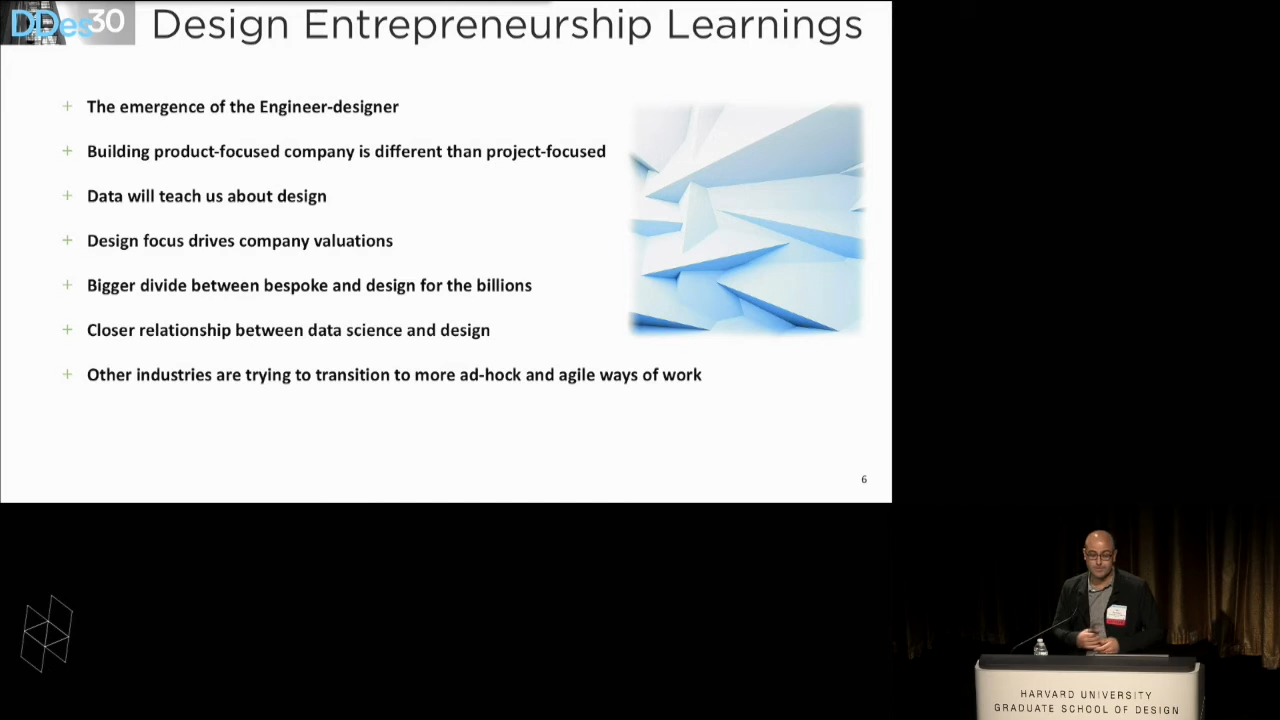 DDes30
Design Entrepreneurship Learnings
+ The emergence of the Engineer-designer
+ Building product-focused company is different than project-focused
+ Data will teach us about design
+ Design focus drives company valuations
+ Bigger divide between bespoke and design for the billions
+ Closer relationship between data science and design
+ Other industries are trying to transition to more ad-hock and agile ways of work
6
HARVARD UNIVERSITY
GRADUATE SCHOOL OF DESIGN